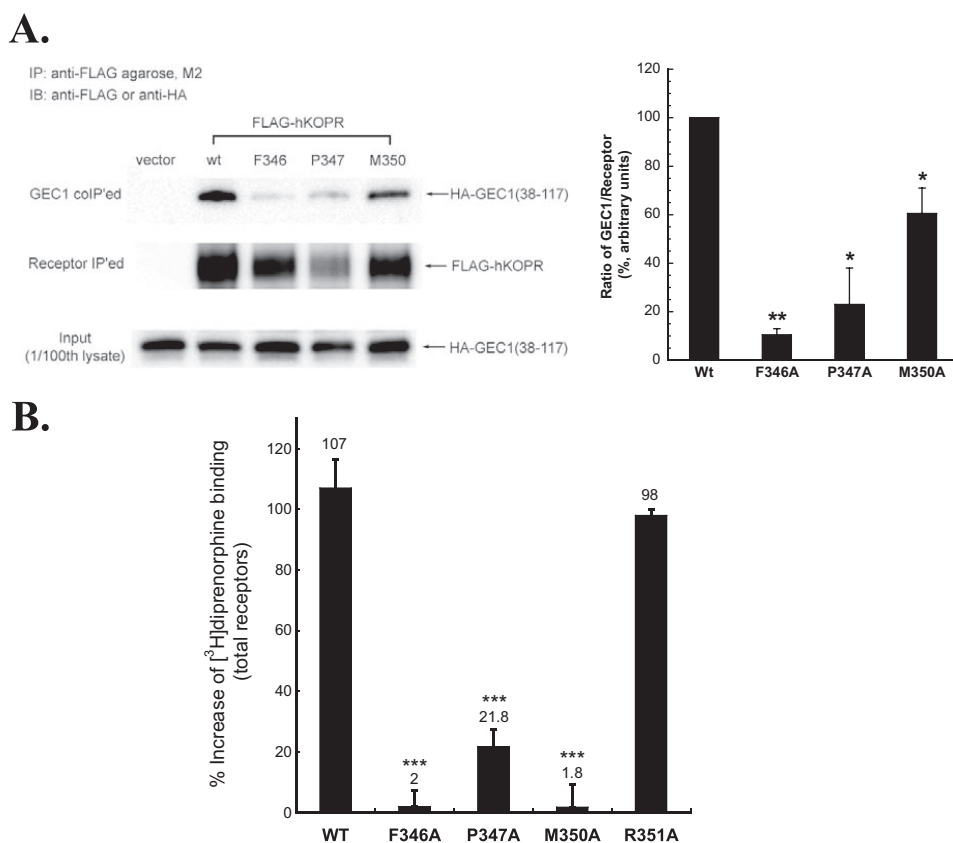 A.
IP: anti-FLAG agarose, M2
IB: anti-FLAG or anti-HA
FLAG-hKOPR
vector wt F346 P347 M350
GEC1 coIP'ed HA-GEC1(38-117)
Receptor IP'ed FLAG-hKOPR
Input
(1/100th lysate) HA-GEC1(38-117)
Ratio of GEC1/Receptor
(%, arbitrary units)
120
100
80
60
40
20
0
**
*
*
Wt F346A P347A M350A
B.
% Increase of [3H]diprenorphine binding
(total receptors)
120
100
80
60
40
20
0
107
***
2
***
21.8
***
1.8
98
WT F346A P347A M350A R351A